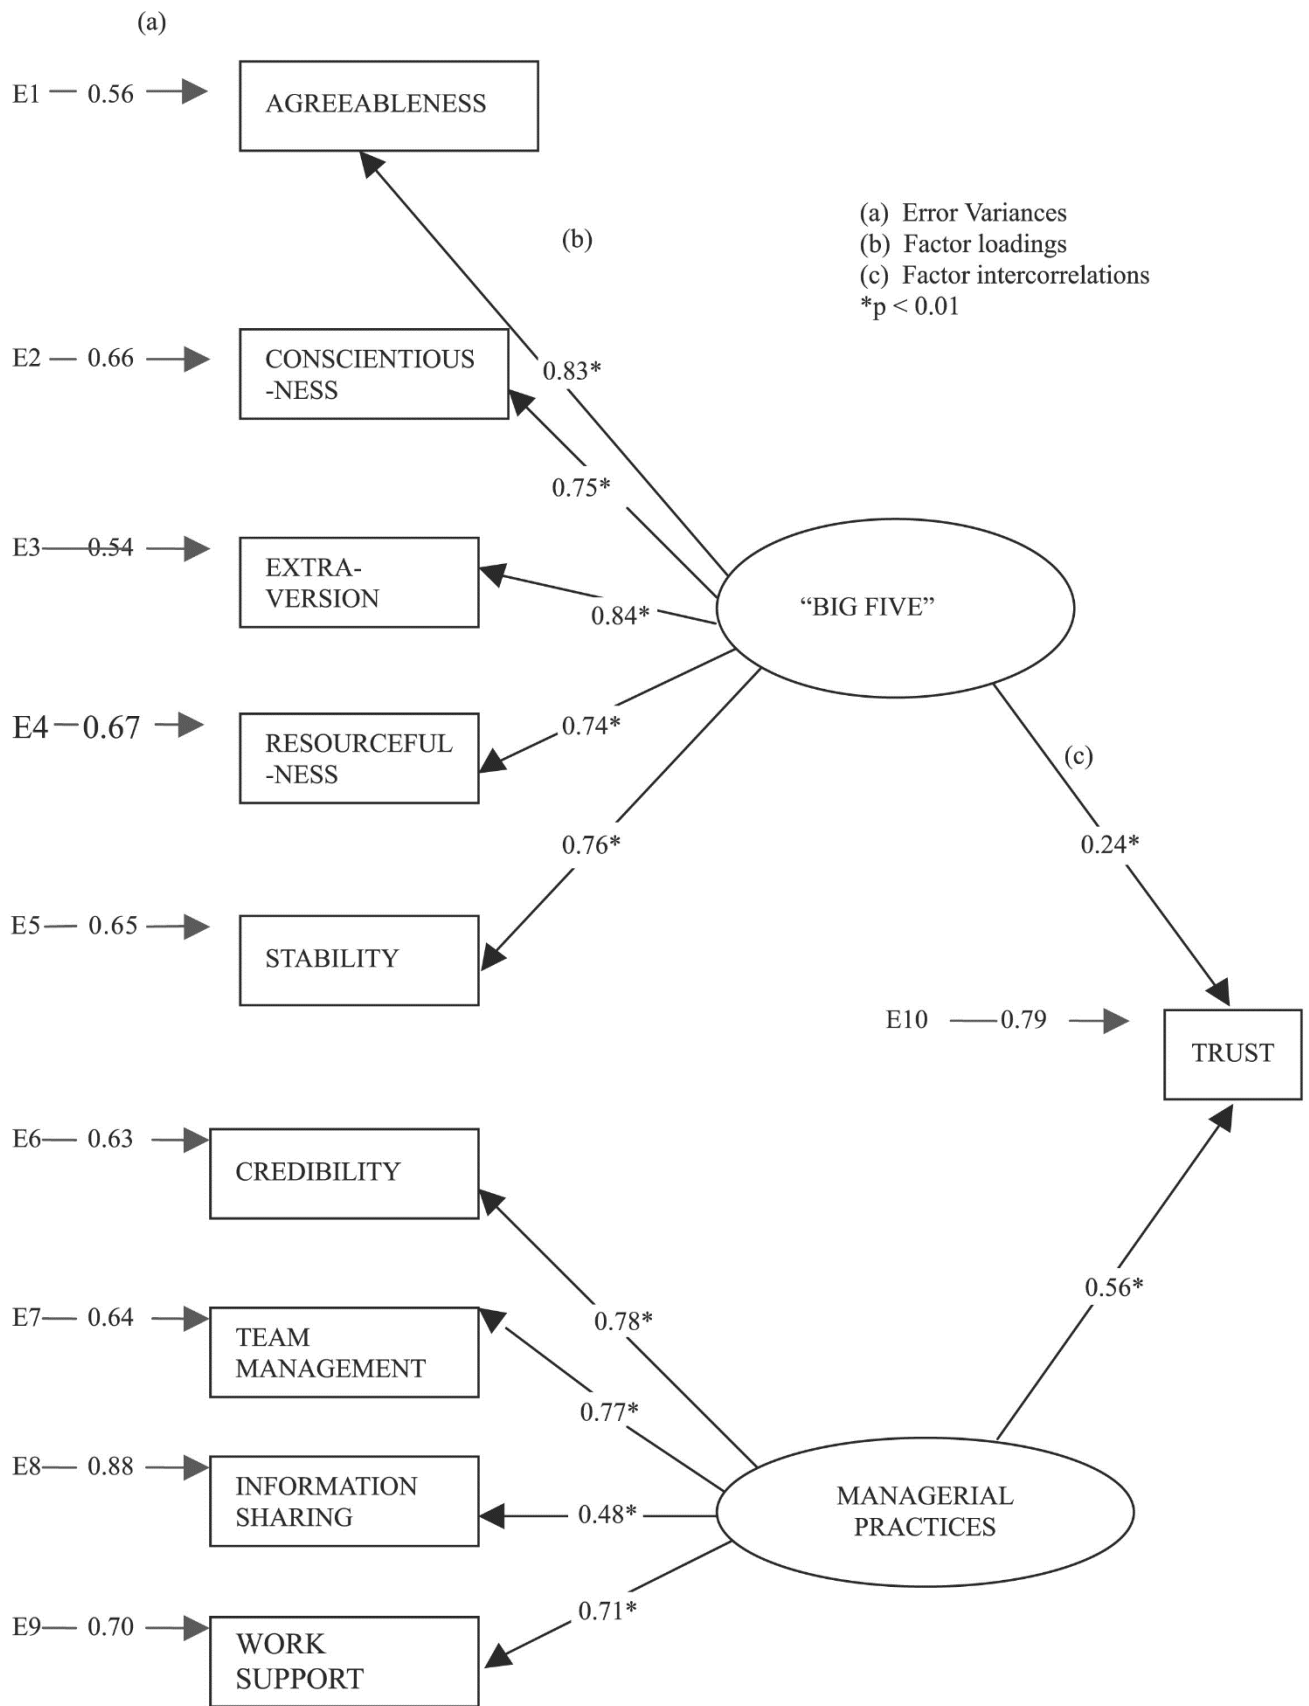 (a)
E1 — 0.56
AGREEABLENESS
(b)
(a) Error Variances
(b) Factor loadings
(c) Factor intercorrelations
*p < 0.01
E2 — 0.66
CONSCIENTIOUS
-NESS
0.83*
0.75*
E3 — 0.54
EXTRA-
VERSION
0.84*
“BIG FIVE”
E4 — 0.67
RESOURCEFUL
-NESS
0.74*
(c)
0.76*
0.24*
E5 — 0.65
STABILITY
E10 — 0.79
TRUST
E6 — 0.63
CREDIBILITY
0.56*
E7 — 0.64
TEAM
MANAGEMENT
0.78*
0.77*
E8 — 0.88
INFORMATION
SHARING
0.48*
MANAGERIAL
PRACTICES
0.71*
E9 — 0.70
WORK
SUPPORT